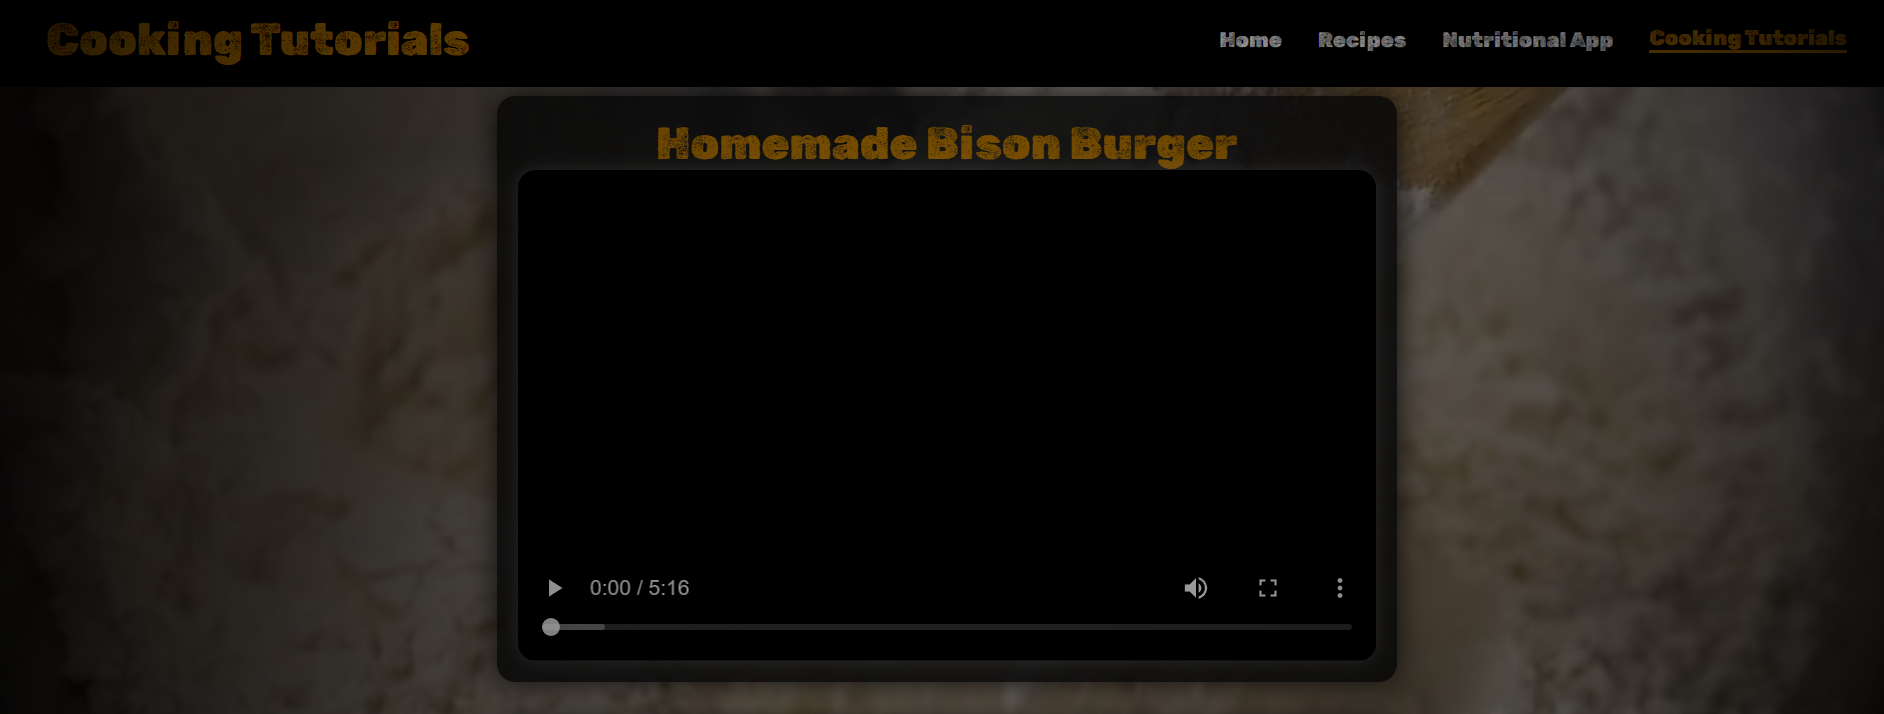 Cooking Tutorials
Home Recipes Nutritional App Cooking Tutorials
Homemade Bison Burger
0:00 / 5:16